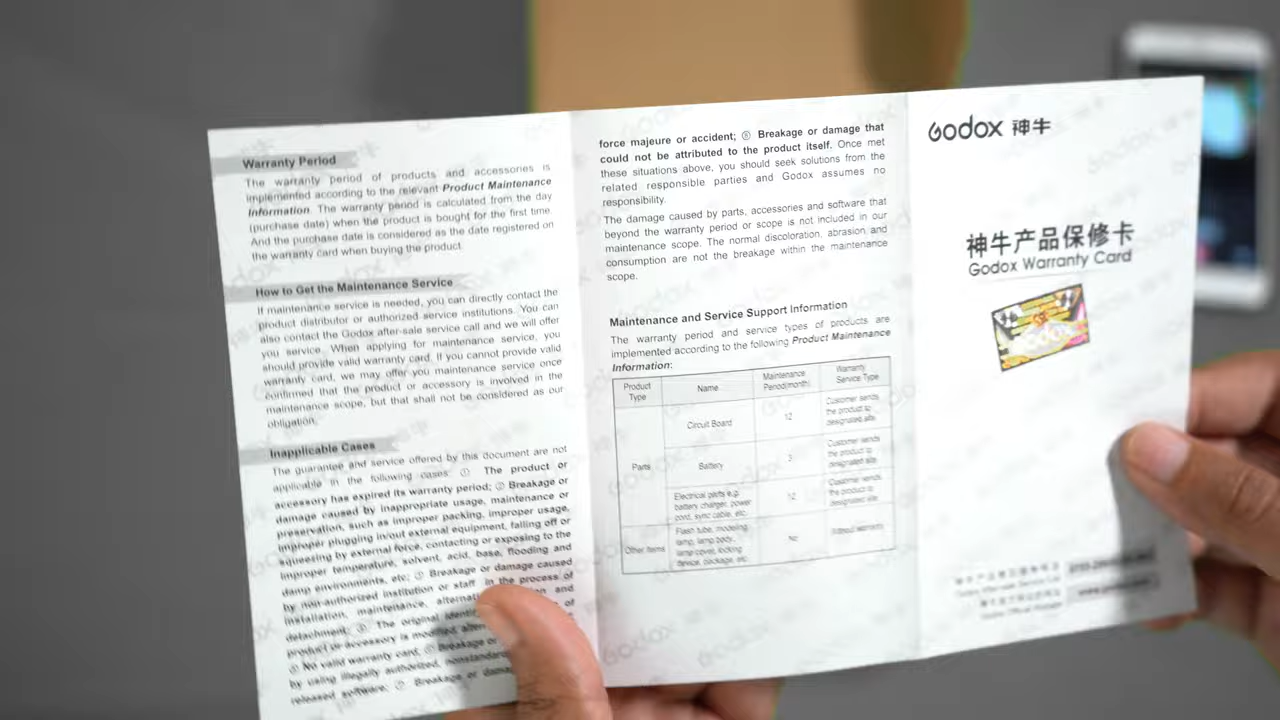 Warranty Period
The warranty period of products and accessories is
implemented according to the relevant Product Maintenance
Information. The warranty period is calculated from the day
(purchase date) when the product is bought for the first time.
And the purchase date is considered as the date registered on
the warranty card when buying the product.
How to Get the Maintenance Service
If maintenance service is needed, you can directly contact the
product distributor or authorized service institutions. You can
also contact the Godox after-sale service call and we will offer
you service. When applying for maintenance service, you
should provide valid warranty card. If you cannot provide valid
warranty card, we may offer you maintenance service once
confirmed that the product or accessory is involved in the
maintenance scope, but that shall not be considered as our
obligation.
Inapplicable Cases
The guarantee and service offered by this document are not
applicable in the following cases: ① The product or
accessory has expired its warranty period; ② Breakage or
damage caused by inappropriate usage, maintenance or
preservation, such as improper packing, improper usage,
improper plugging in/out external equipment, falling off or
squeezing by external force, contacting or exposing to the
improper temperature, solvent, acid, base, flooding and
damp environments, etc; ③ Breakage or damage caused
by non-authorized institution or staff in the process of
installation, maintenance, and
detachment; ④ The original of
product or accessory is modified,
⑤ No valid warranty card; ⑥ Breakage or
by using illegally authorized, nonstandard
released software; ⑦ Breakage or
force majeure or accident; ⑧ Breakage or damage that
could not be attributed to the product itself. Once met
these situations above, you should seek solutions from the
related responsible parties and Godox assumes no
responsibility.
The damage caused by parts, accessories and software that
beyond the warranty period or scope is not included in our
maintenance scope. The normal discoloration, abrasion and
consumption are not the breakage within the maintenance
scope.
Maintenance and Service Support Information
The warranty period and service types of products are
implemented according to the following Product Maintenance
Information:
Product Type Name Maintenance Period(month) Warranty Service Type
Parts Circuit Board 12 Customer sends the product to designated site
Battery 3 Customer sends the product to designated site
Electrical parts e.g. battery charger, power cord, sync cable, etc. 12 Customer sends the product to designated site
Other Items Flash tube, modeling lamp, lamp body, lamp cover, locking device, package, etc. No Without warranty
Godox 神牛
神牛产品保修卡
Godox Warranty Card